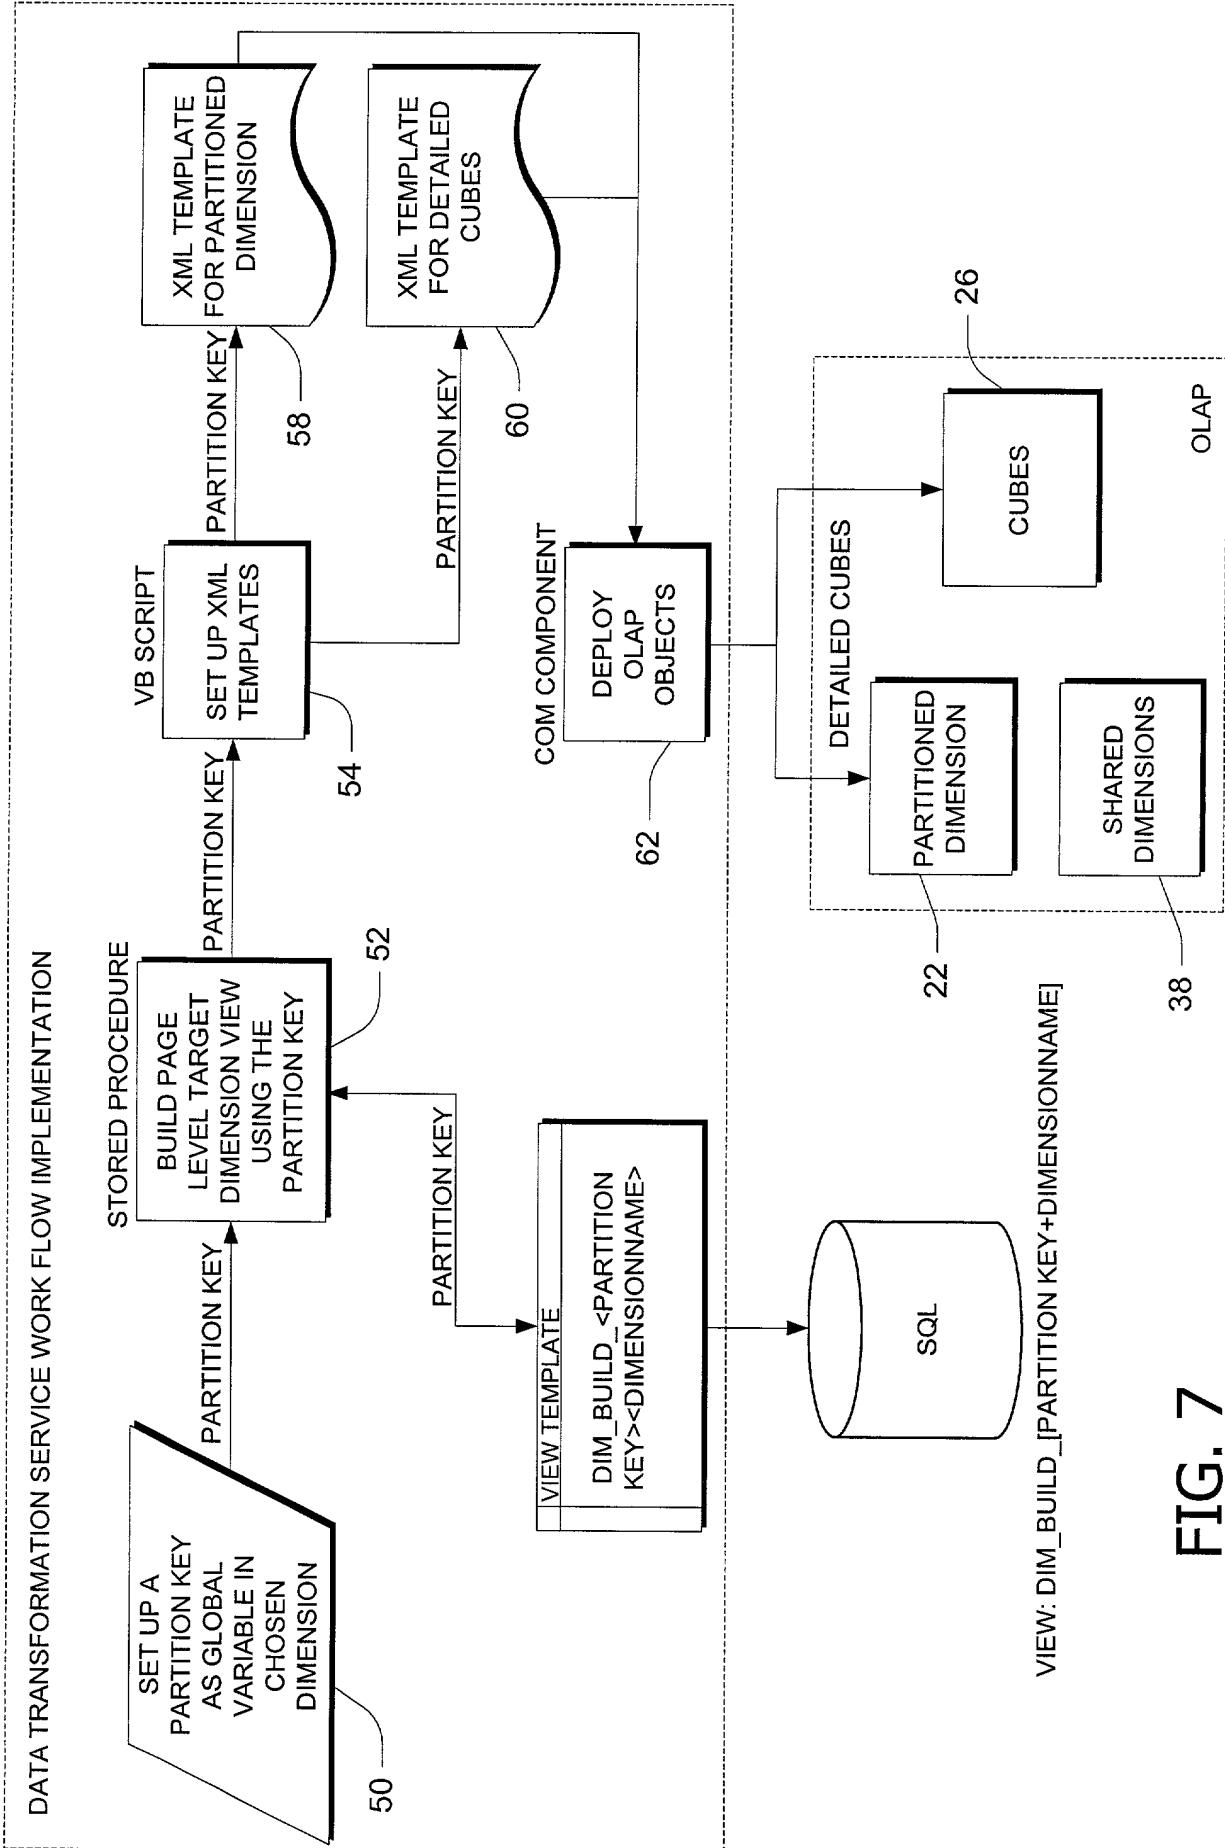 DATA TRANSFORMATION SERVICE WORK FLOW IMPLEMENTATION
SET UP A
PARTITION KEY
AS GLOBAL
VARIABLE IN
CHOSEN
DIMENSION
50
PARTITION KEY
STORED PROCEDURE
BUILD PAGE
LEVEL TARGET
DIMENSION VIEW
USING THE
PARTITION KEY
52
PARTITION KEY
VB SCRIPT
SET UP XML
TEMPLATES
54
PARTITION KEY
XML TEMPLATE
FOR PARTITIONED
DIMENSION
58
PARTITION KEY
XML TEMPLATE
FOR DETAILED
CUBES
60
PARTITION KEY
VIEW TEMPLATE
DIM_BUILD_<PARTITION
KEY><DIMENSIONNAME>
COM COMPONENT
DEPLOY
OLAP
OBJECTS
62
SQL
VIEW: DIM_BUILD_[PARTITION KEY+DIMENSIONNAME]
DETAILED CUBES
PARTITIONED
DIMENSION
22
CUBES
26
SHARED
DIMENSIONS
38
OLAP
FIG. 7